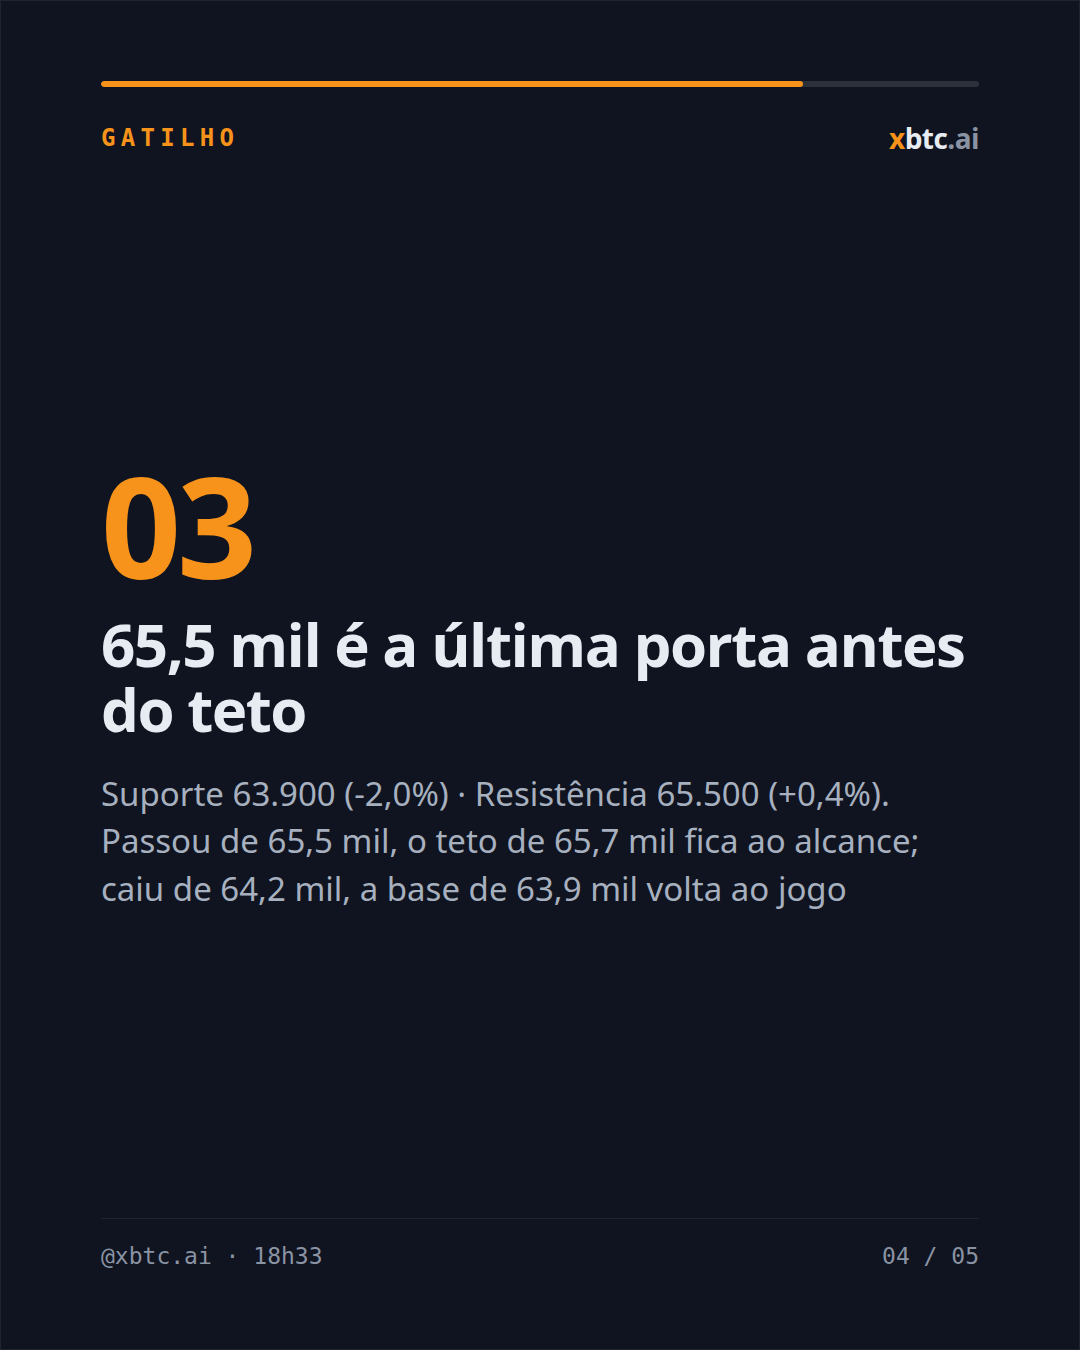 GATILHO
xbtc.ai
03
65,5 mil é a última porta antes
do teto
Suporte 63.900 (-2,0%) · Resistência 65.500 (+0,4%).
Passou de 65,5 mil, o teto de 65,7 mil fica ao alcance;
caiu de 64,2 mil, a base de 63,9 mil volta ao jogo
@xbtc.ai · 18h33
04 / 05